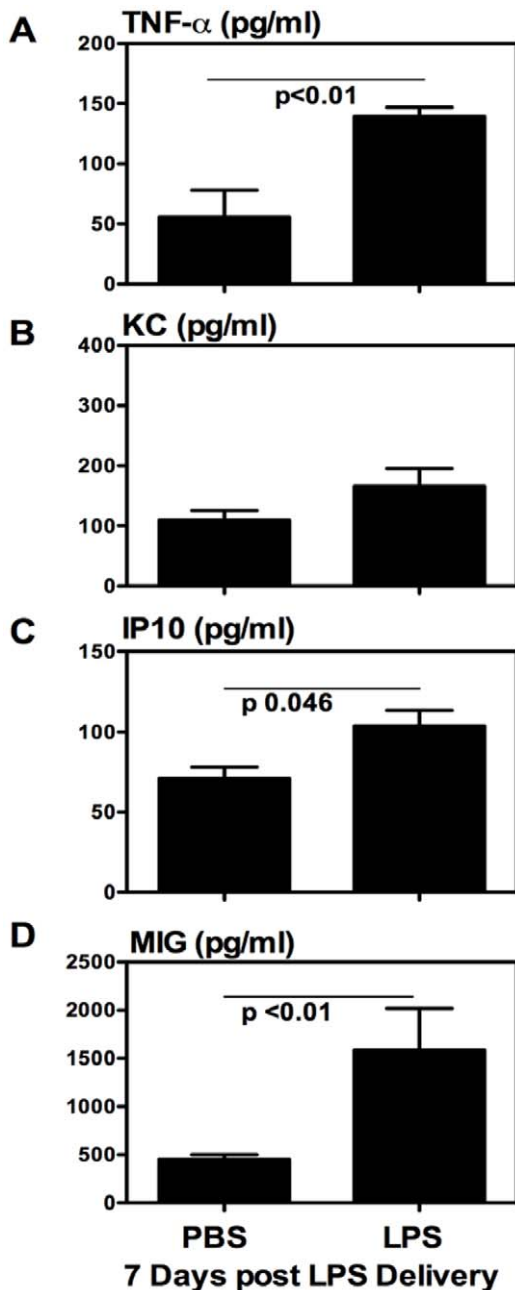 A
TNF-α (pg/ml)
200
150
100
50
0
p<0.01
B
KC (pg/ml)
400
300
200
100
0
C
IP10 (pg/ml)
150
100
50
0
p 0.046
D
MIG (pg/ml)
2500
2000
1500
1000
500
0
p <0.01
PBS LPS
7 Days post LPS Delivery